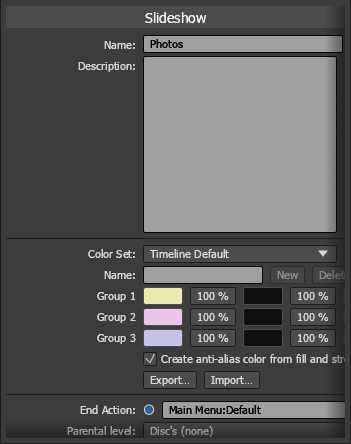 Slideshow
Name: Photos
Description:
Color Set: Timeline Default
Name: New Delete
Group 1 100 % 100 %
Group 2 100 % 100 %
Group 3 100 % 100 %
Create anti-alias color from fill and str
Export... Import...
End Action: Main Menu:Default
Parental level: Disc's (none)